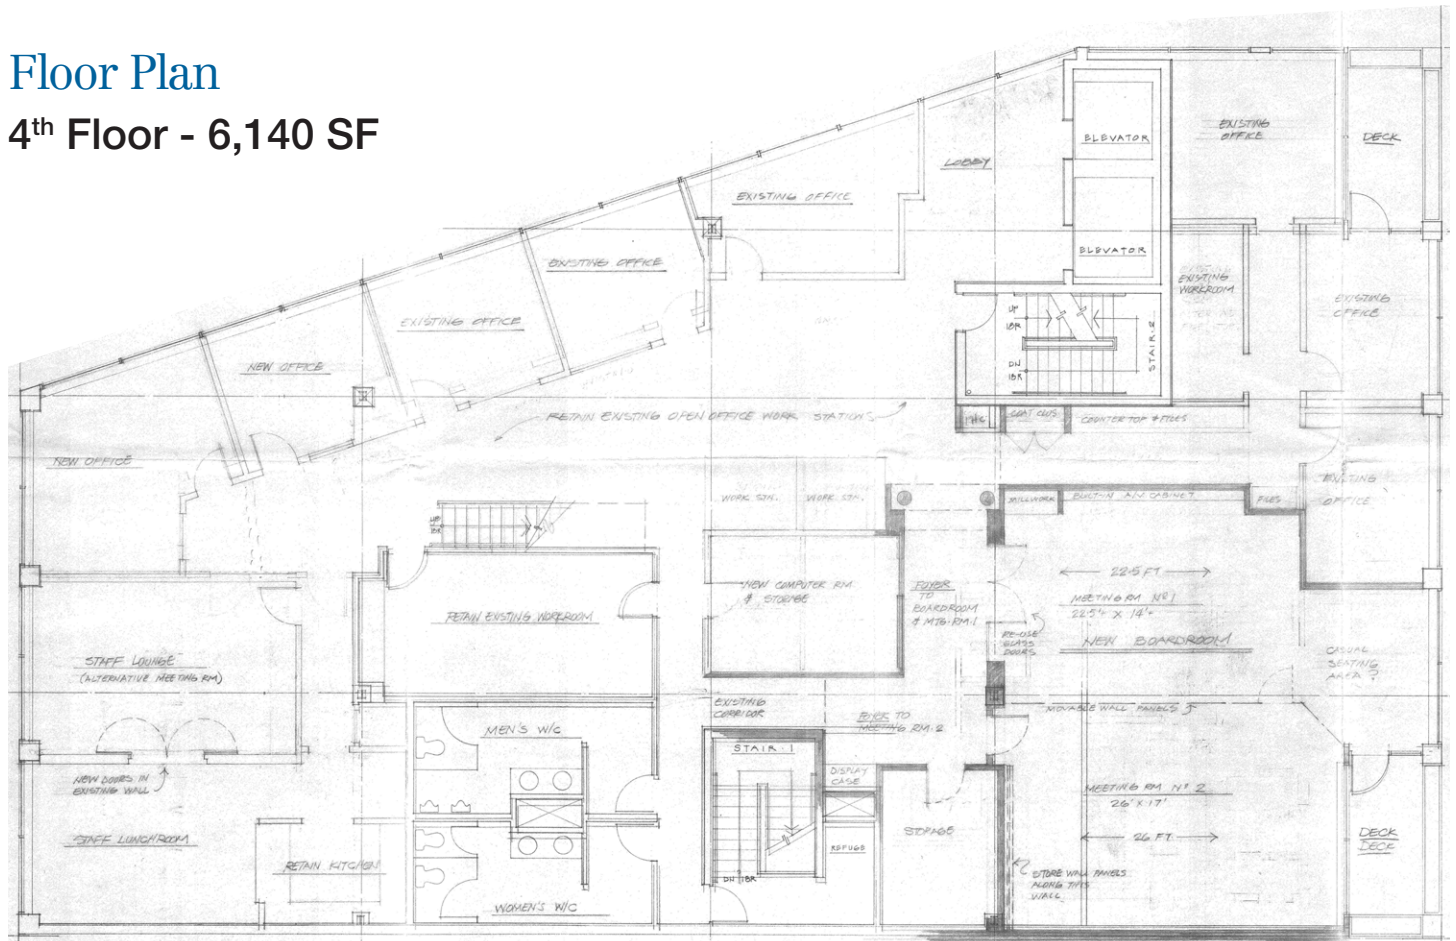 Floor Plan
4th Floor - 6,140 SF
ELEVATOR
EXISTING
OFFICE
DECK
LOBBY
EXISTING OFFICE
ELEVATOR
EXISTING OFFICE
EXISTING
WORKROOM
EXISTING
OFFICE
UP
18R
STAIR-2
DN
18R
EXISTING OFFICE
NEW OFFICE
RETAIN EXISTING OPEN OFFICE WORK STATIONS
COAT CLOS
COUNTER TOP & FILES
NEW OFFICE
WORK STN.
WORK STN.
MILLWORK
BUILT-IN A/V CABINET
FILES
EXISTING
OFFICE
UP
18R
22.5 FT
NEW COMPUTER RM.
& STORAGE
FOYER
TO
BOARDROOM
& MTG. RM. 1
MEETING RM Nº 1
22.5'± X 14'±
RETAIN EXISTING WORKROOM
RE-USE
GLASS
DOORS
NEW BOARDROOM
STAFF LOUNGE
(ALTERNATIVE MEETING RM)
CASUAL
SEATING
AREA ?
EXISTING
CORRIDOR
MOVABLE WALL PANELS
FOYER TO
MEETING RM. 2
MEN'S W/C
STAIR-1
DISPLAY
CASE
NEW DOORS IN
EXISTING WALL
MEETING RM Nº 2
26' X 17'
STORAGE
26 FT
DECK
DECK
STAFF LUNCHROOM
REFUGE
RETAIN KITCHEN
STORE WALL PANELS
ALONG THIS
WALL
DN 18R
WOMEN'S W/C